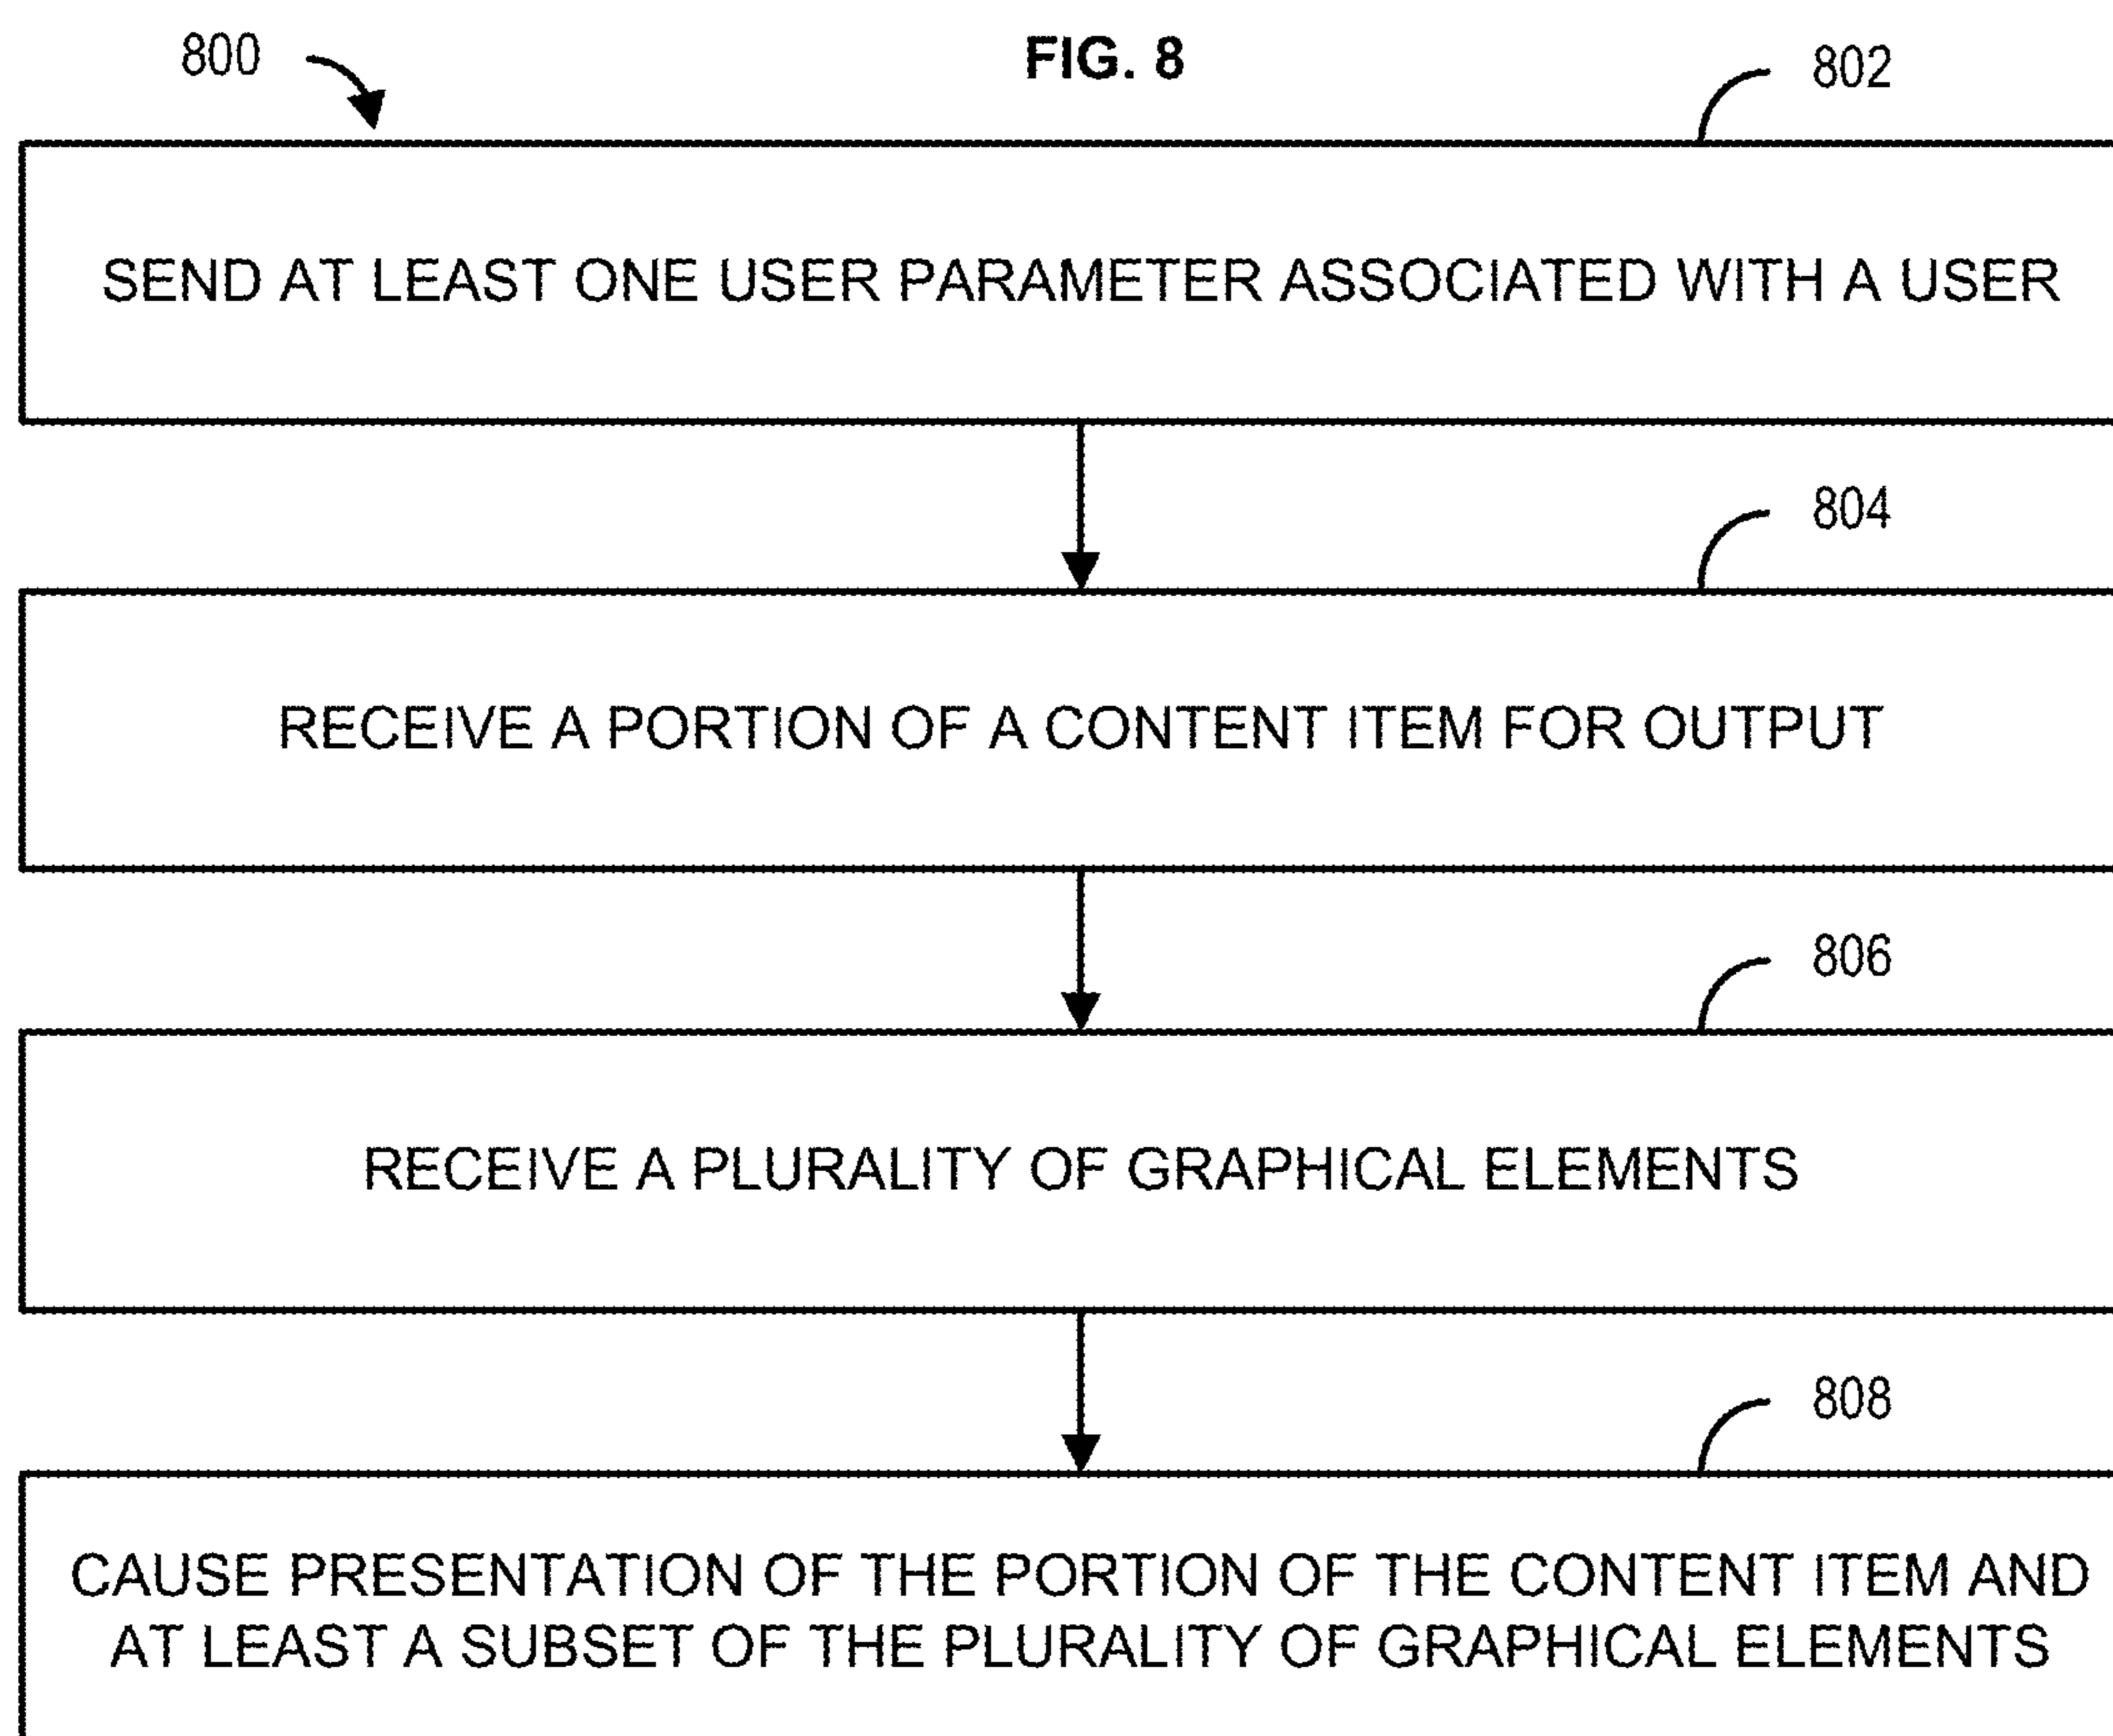 800
FIG. 8
802
SEND AT LEAST ONE USER PARAMETER ASSOCIATED WITH A USER
804
RECEIVE A PORTION OF A CONTENT ITEM FOR OUTPUT
806
RECEIVE A PLURALITY OF GRAPHICAL ELEMENTS
808
CAUSE PRESENTATION OF THE PORTION OF THE CONTENT ITEM AND
AT LEAST A SUBSET OF THE PLURALITY OF GRAPHICAL ELEMENTS